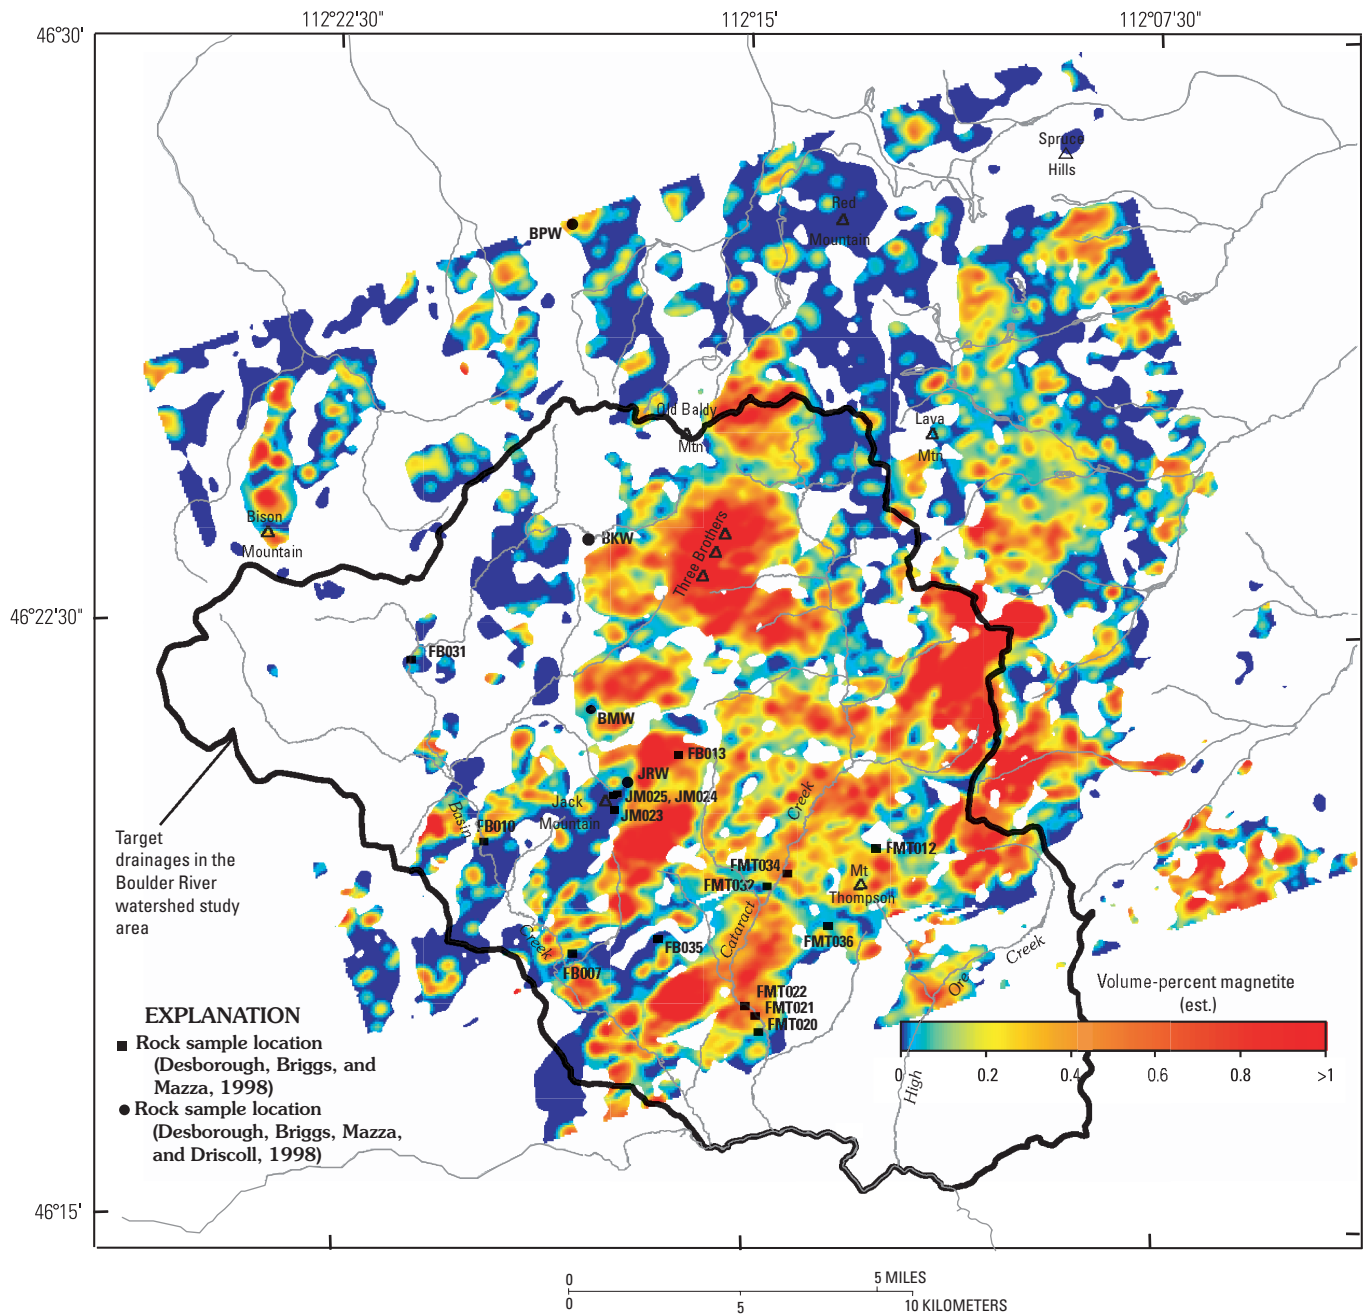 112°22'30"
112°15'
112°07'30"
46°30'
Spruce
Hills
Red
Mountain
BPW
Old Baldy
Mtn
Lava
Mtn
Bison
Mountain
BKW
Three Brothers
46°22'30"
FB031
BMW
FB013
JRW
JM025, JM024
Jack
Mountain
JM023
Creek
Basin
FB010
Target
drainages in the
Boulder River
watershed study
area
FMT012
FMT034
FMT032
Mt
Thompson
Cataract
FMT036
FB035
Creek
FB007
Creek
Ore
High
FMT022
FMT021
FMT020
Volume-percent magnetite
(est.)
0 0.2 0.4 0.6 0.8 >1
EXPLANATION
Rock sample location
(Desborough, Briggs, and
Mazza, 1998)
Rock sample location
(Desborough, Briggs, Mazza,
and Driscoll, 1998)
46°15'
0 5 MILES
0 5 10 KILOMETERS